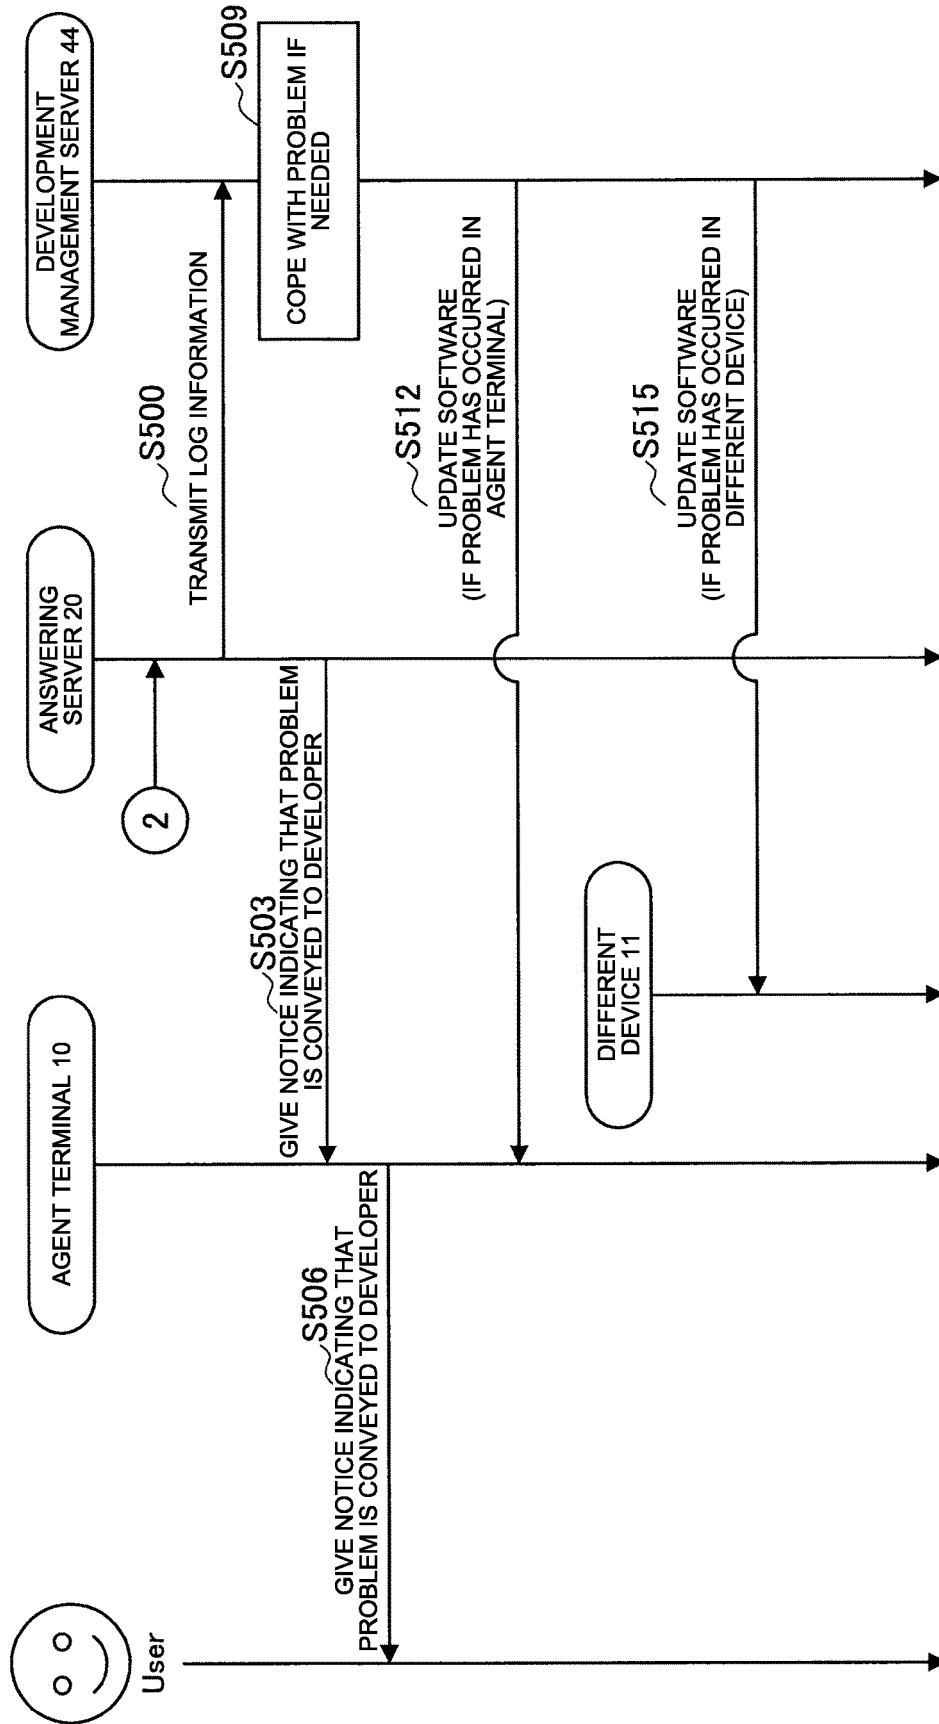 User
AGENT TERMINAL 10
ANSWERING
SERVER 20
DEVELOPMENT
MANAGEMENT SERVER 44
2
S500
TRANSMIT LOG INFORMATION
S503
GIVE NOTICE INDICATING THAT PROBLEM
IS CONVEYED TO DEVELOPER
S506
GIVE NOTICE INDICATING THAT
PROBLEM IS CONVEYED TO DEVELOPER
S509
COPE WITH PROBLEM IF
NEEDED
S512
UPDATE SOFTWARE
(IF PROBLEM HAS OCCURRED IN
AGENT TERMINAL)
DIFFERENT
DEVICE 11
S515
UPDATE SOFTWARE
(IF PROBLEM HAS OCCURRED IN
DIFFERENT DEVICE)